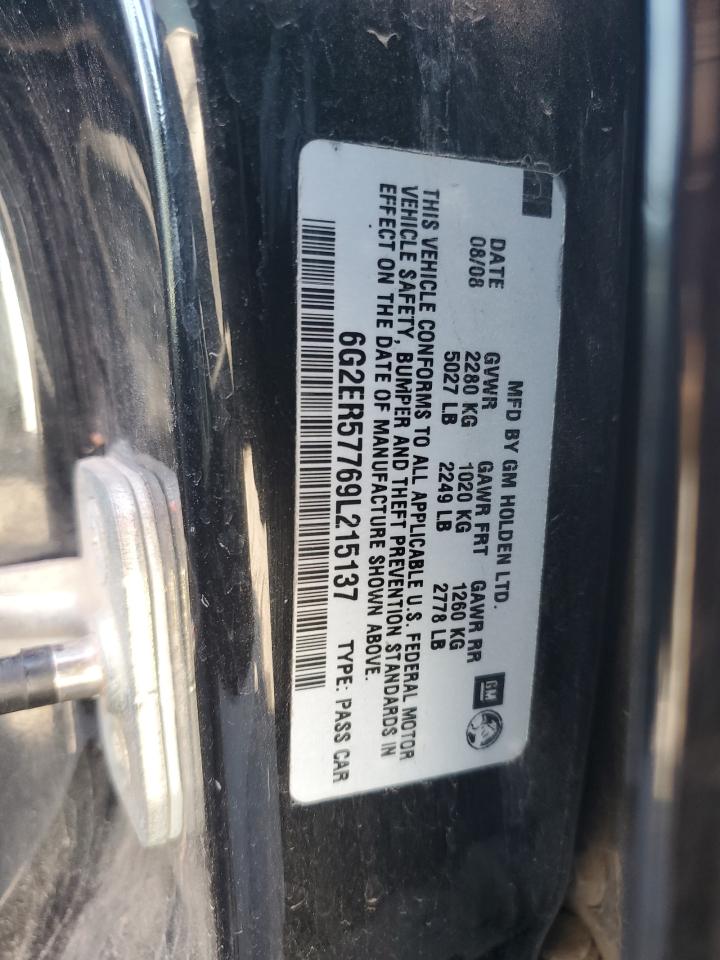 MFD BY GM HOLDEN LTD.
DATE GVWR GAWR FRT GAWR RR
08/08 2280 KG 1020 KG 1260 KG
5027 LB 2249 LB 2778 LB
THIS VEHICLE CONFORMS TO ALL APPLICABLE U.S. FEDERAL MOTOR
VEHICLE SAFETY, BUMPER AND THEFT PREVENTION STANDARDS IN
EFFECT ON THE DATE OF MANUFACTURE SHOWN ABOVE.
6G2ER57769L215137 TYPE: PASS CAR
GM